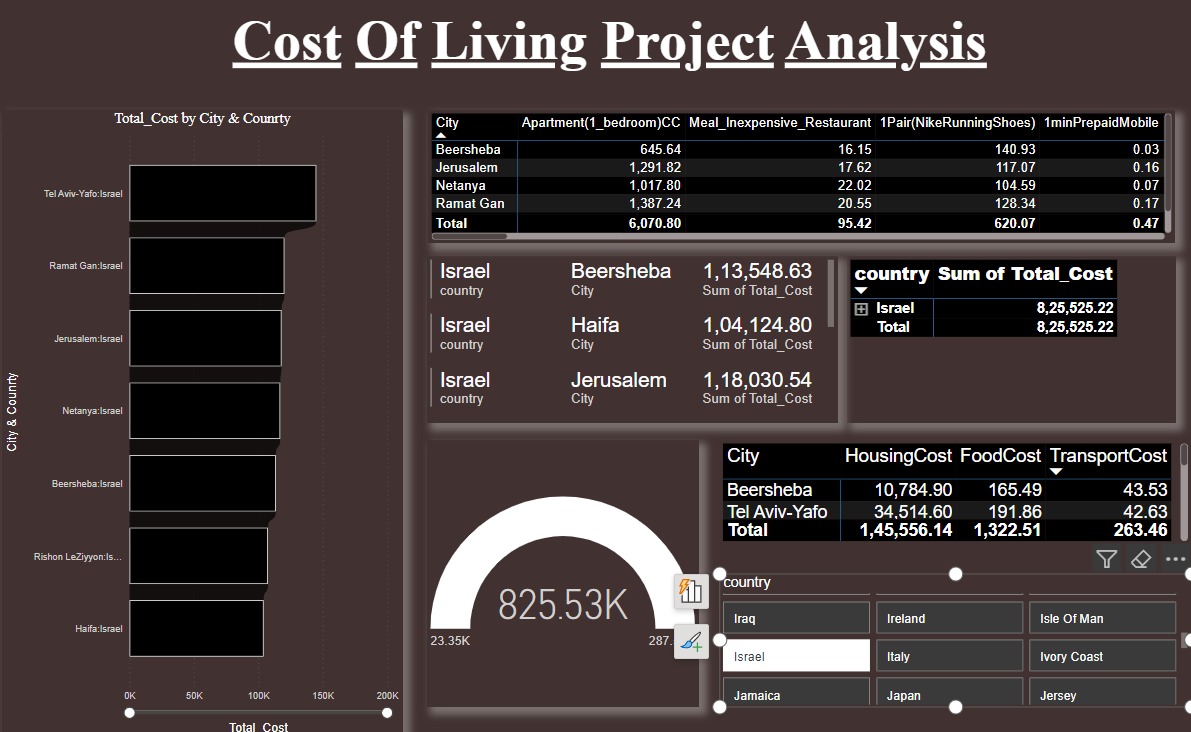 Cost Of Living Project Analysis
Total_Cost by City & Counrty
City & Counrty
Tel Aviv-Yafo:Israel
Ramat Gan:Israel
Jerusalem:Israel
Netanya:Israel
Beersheba:Israel
Rishon LeZiyyon:Is...
Haifa:Israel
0K 50K 100K 150K 200K
Total_Cost
City Apartment(1_bedroom)CC Meal_Inexpensive_Restaurant 1Pair(NikeRunningShoes) 1minPrepaidMobile
Beersheba 645.64 16.15 140.93 0.03
Jerusalem 1,291.82 17.62 117.07 0.16
Netanya 1,017.80 22.02 104.59 0.07
Ramat Gan 1,387.24 20.55 128.34 0.17
Total 6,070.80 95.42 620.07 0.47
Israel Beersheba 1,13,548.63
country City Sum of Total_Cost
Israel Haifa 1,04,124.80
country City Sum of Total_Cost
Israel Jerusalem 1,18,030.54
country City Sum of Total_Cost
country Sum of Total_Cost
Israel 8,25,525.22
Total 8,25,525.22
825.53K
23.35K 287.
City HousingCost FoodCost TransportCost
Beersheba 10,784.90 165.49 43.53
Tel Aviv-Yafo 34,514.60 191.86 42.63
Total 1,45,556.14 1,322.51 263.46
country
Iraq Ireland Isle Of Man
Israel Italy Ivory Coast
Jamaica Japan Jersey